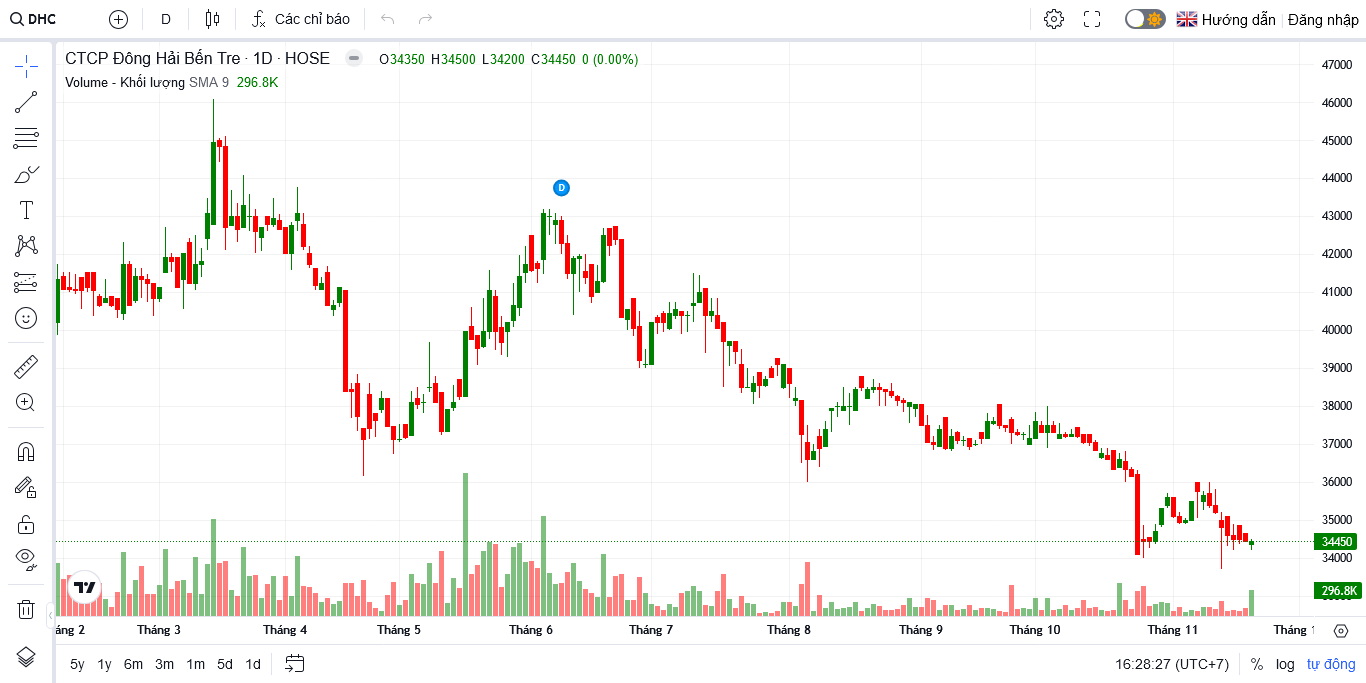 DHC D Các chỉ báo Hướng dẫn Đăng nhập
CTCP Đông Hải Bến Tre · 1D · HOSE O34350 H34500 L34200 C34450 0 (0.00%)
Volume - Khối lượng SMA 9 296.8K
47000
46000
45000
44000
D
43000
42000
41000
40000
39000
38000
37000
36000
35000
34450
34000
296.8K
áng 2 Tháng 3 Tháng 4 Tháng 5 Tháng 6 Tháng 7 Tháng 8 Tháng 9 Tháng 10 Tháng 11 Tháng 1
5y 1y 6m 3m 1m 5d 1d 16:28:27 (UTC+7) % log tự động